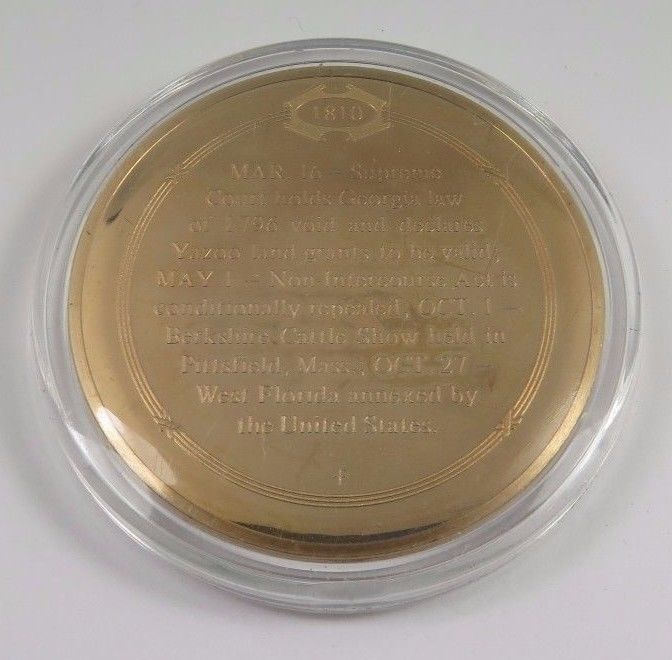 1810
MAR. 16 – Supreme
Court holds Georgia law
of 1796 void and declares
Yazoo land grants to be valid;
MAY 1 – Non-Intercourse Act is
conditionally repealed; OCT. 1 –
Berkshire Cattle Show held in
Pittsfield, Mass.; OCT. 27 –
West Florida annexed by
the United States.
F